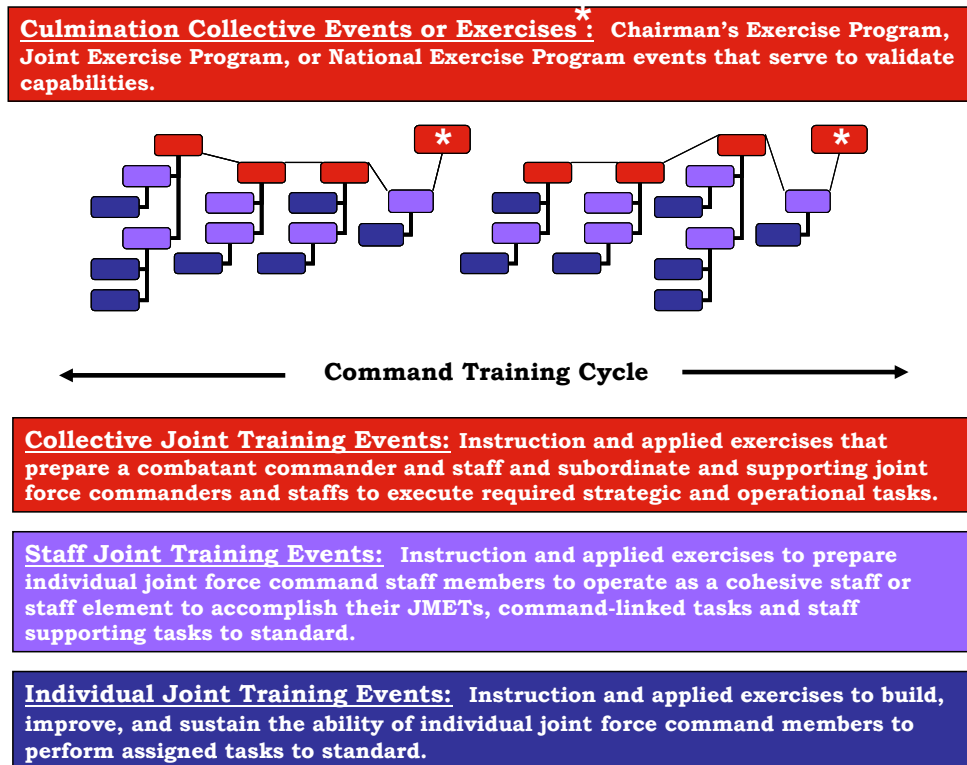 Culmination Collective Events or Exercises*: Chairman's Exercise Program,
Joint Exercise Program, or National Exercise Program events that serve to validate
capabilities.
* *
Command Training Cycle
Collective Joint Training Events: Instruction and applied exercises that
prepare a combatant commander and staff and subordinate and supporting joint
force commanders and staffs to execute required strategic and operational tasks.
Staff Joint Training Events: Instruction and applied exercises to prepare
individual joint force command staff members to operate as a cohesive staff or
staff element to accomplish their JMETs, command-linked tasks and staff
supporting tasks to standard.
Individual Joint Training Events: Instruction and applied exercises to build,
improve, and sustain the ability of individual joint force command members to
perform assigned tasks to standard.